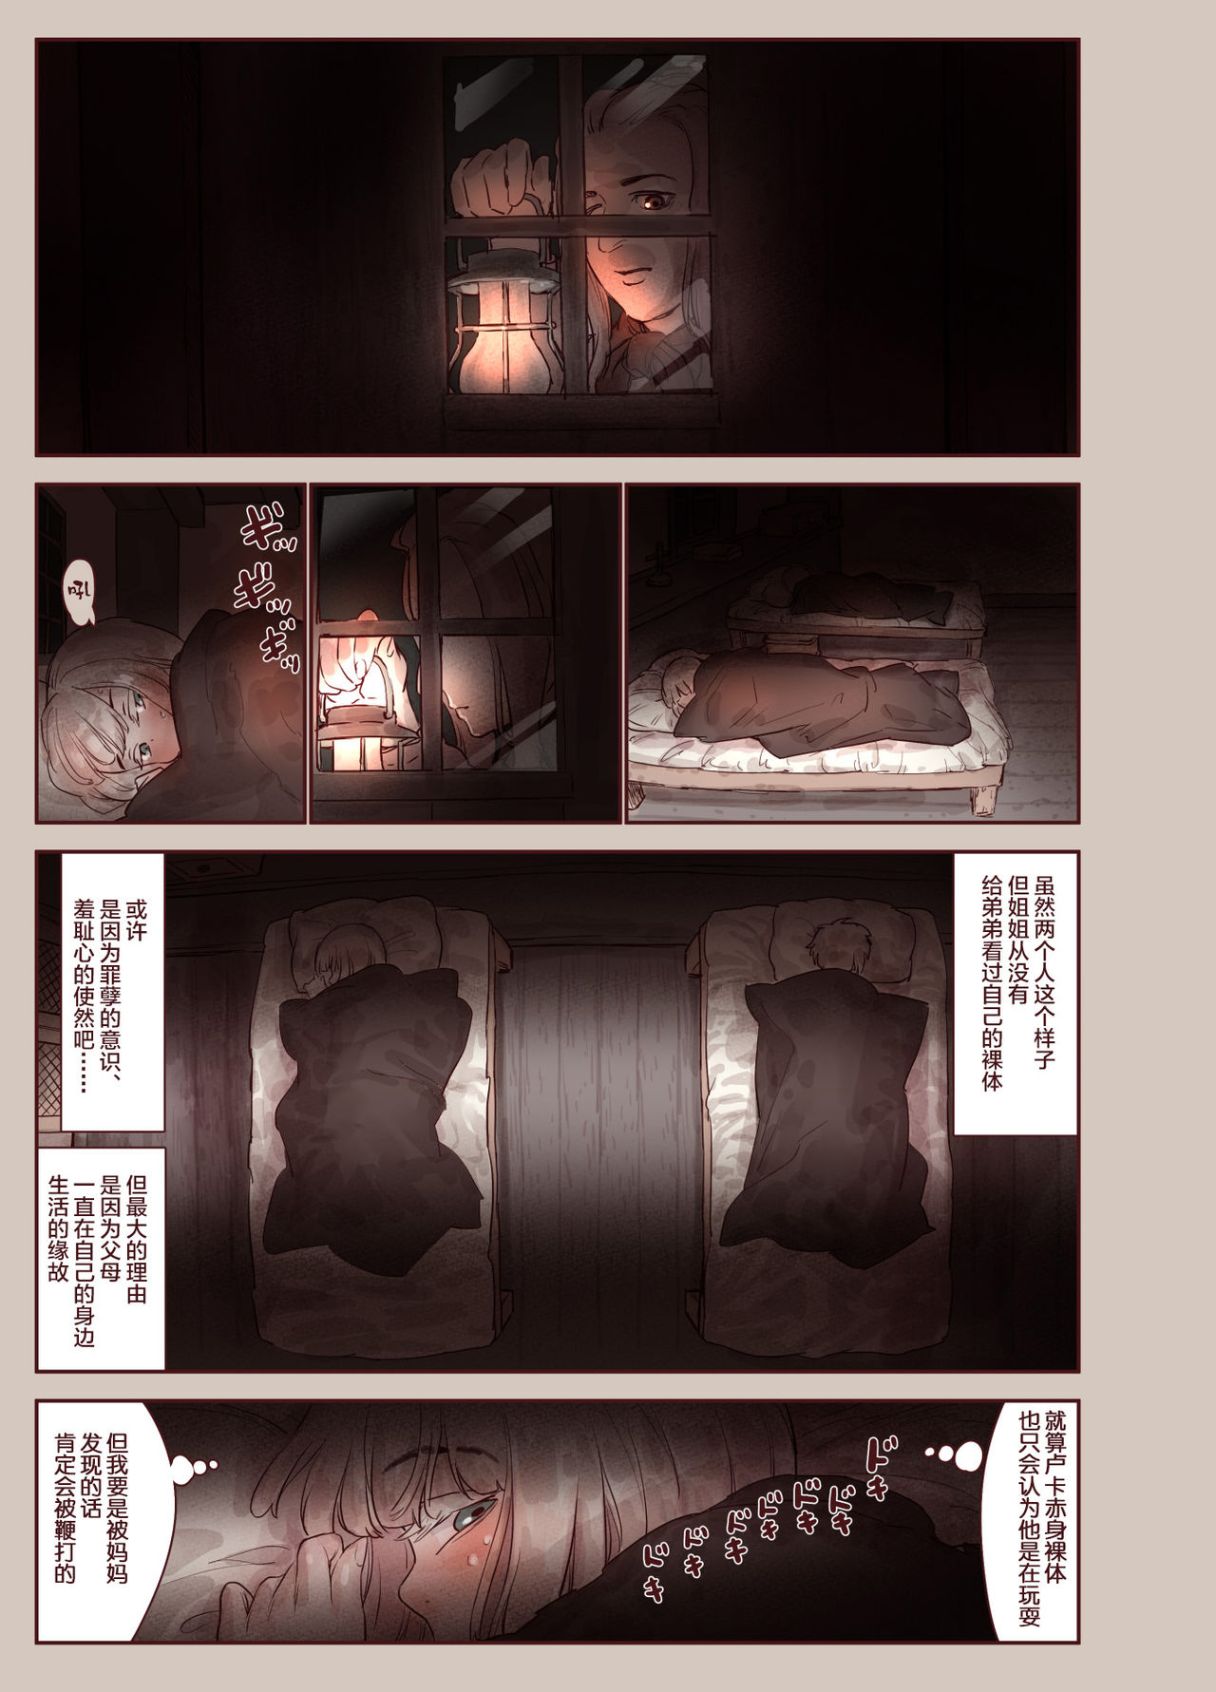 ギッ
ギッ
ギッ
吼
虽然两个人这个样子
但姐姐从没有
给弟弟看过自己的裸体
或许
是因为罪孽的意识、
羞耻心的使然吧……
但最大的理由
是因为父母
一直在自己的身边
生活的缘故
就算卢卡赤身裸体
也只会认为他是在玩耍
ドキ
ドキ
ドキ
ドキ
ドキ
ドキ
ドキ
但我要是被妈妈
发现的话
肯定会被鞭打的